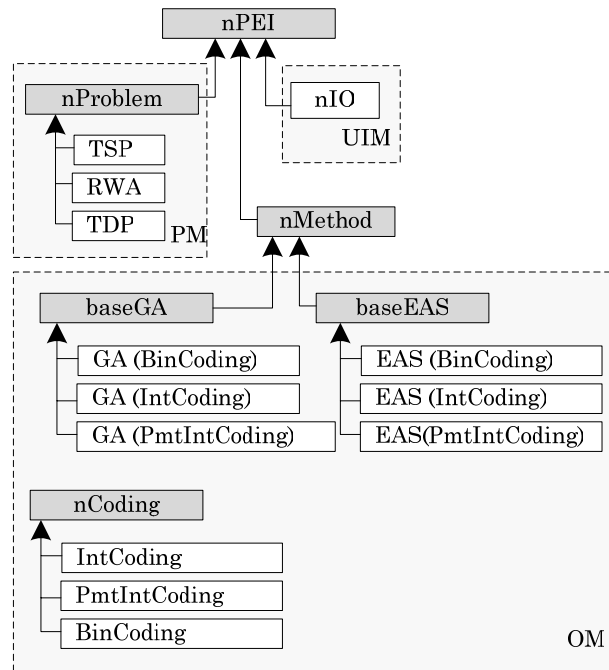 nPEI
nProblem
TSP
RWA
TDP
PM
nIO
UIM
nMethod
baseGA
GA (BinCoding)
GA (IntCoding)
GA (PmtIntCoding)
baseEAS
EAS (BinCoding)
EAS (IntCoding)
EAS(PmtIntCoding)
nCoding
IntCoding
PmtIntCoding
BinCoding
OM